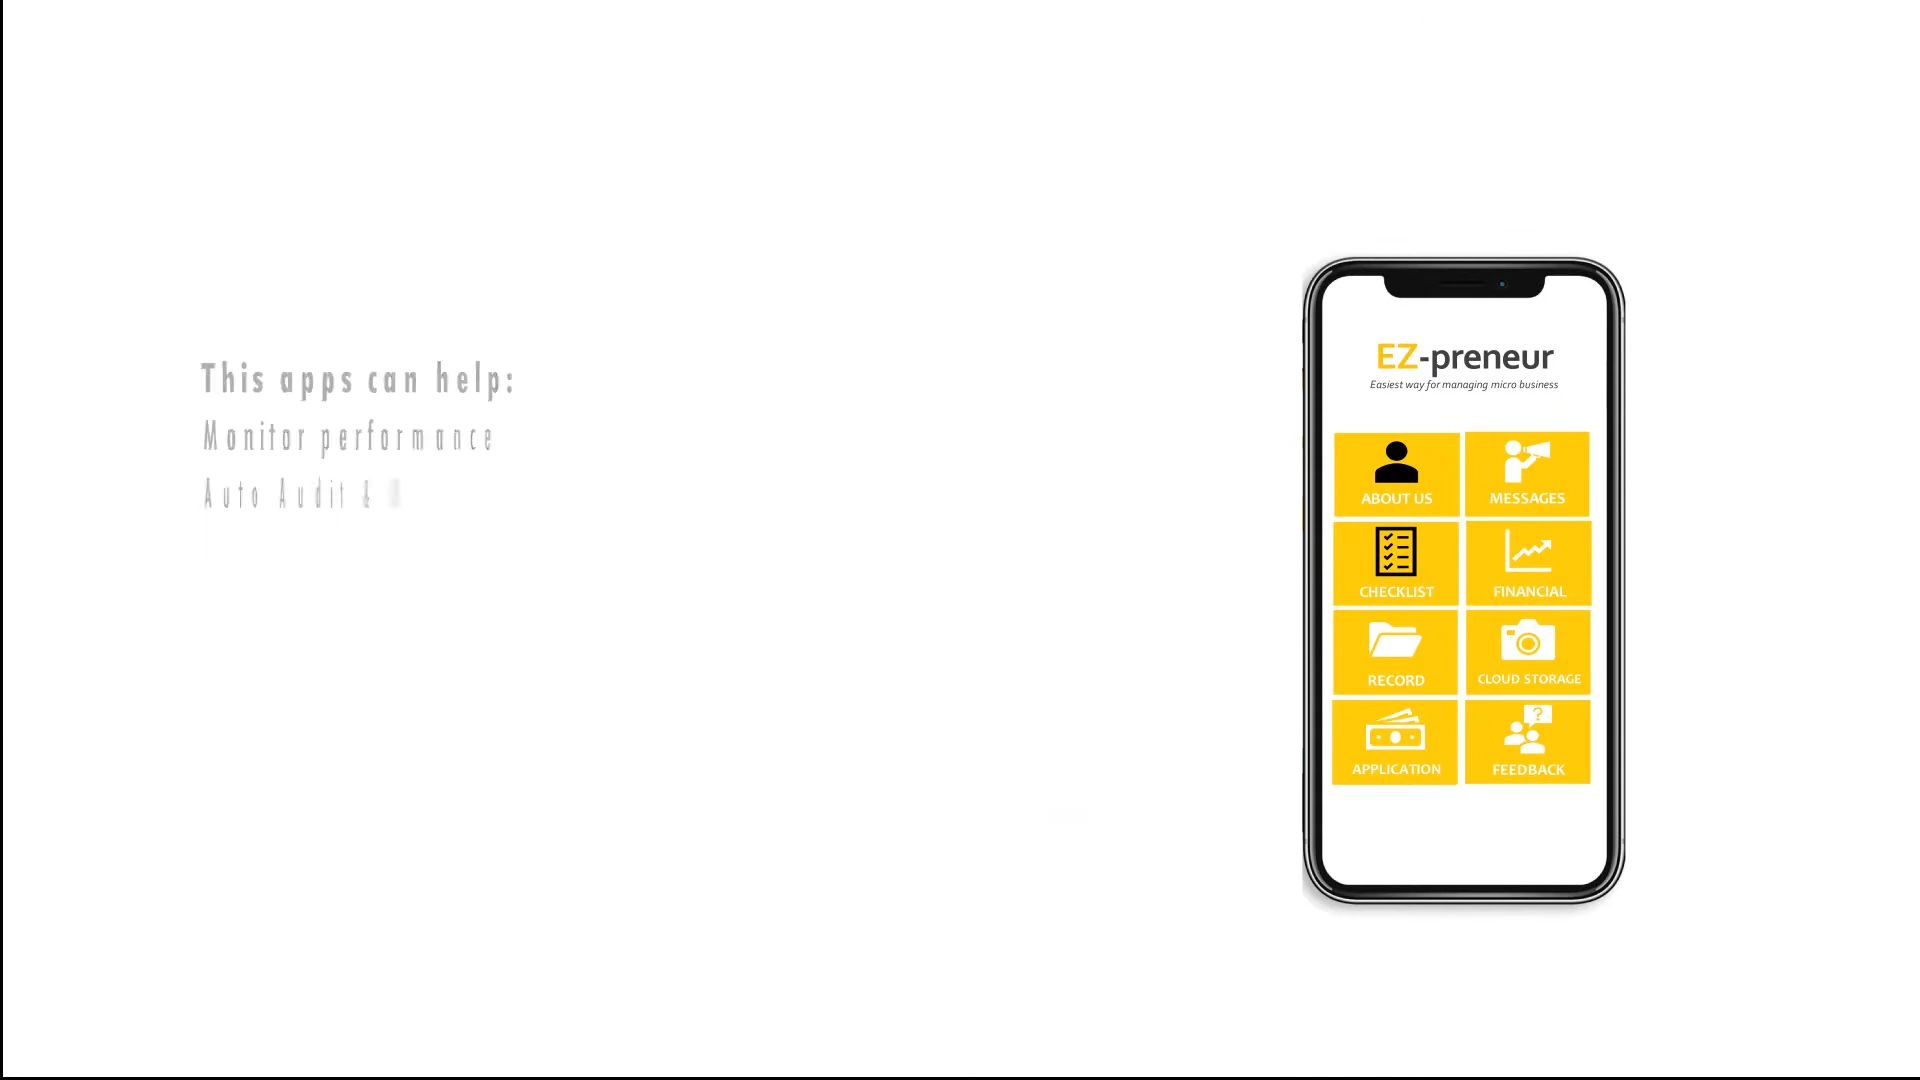 This apps can help:
Monitor performance
Auto Audit &
EZ-preneur
Easiest way for managing micro business
ABOUT US
MESSAGES
CHECKLIST
FINANCIAL
RECORD
CLOUD STORAGE
?
APPLICATION
FEEDBACK